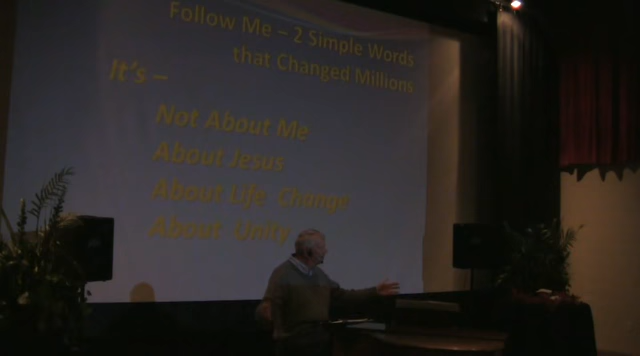 Follow Me – 2 Simple Words
that Changed Millions
It's –
Not About Me
About Jesus
About Life Change
About Unity